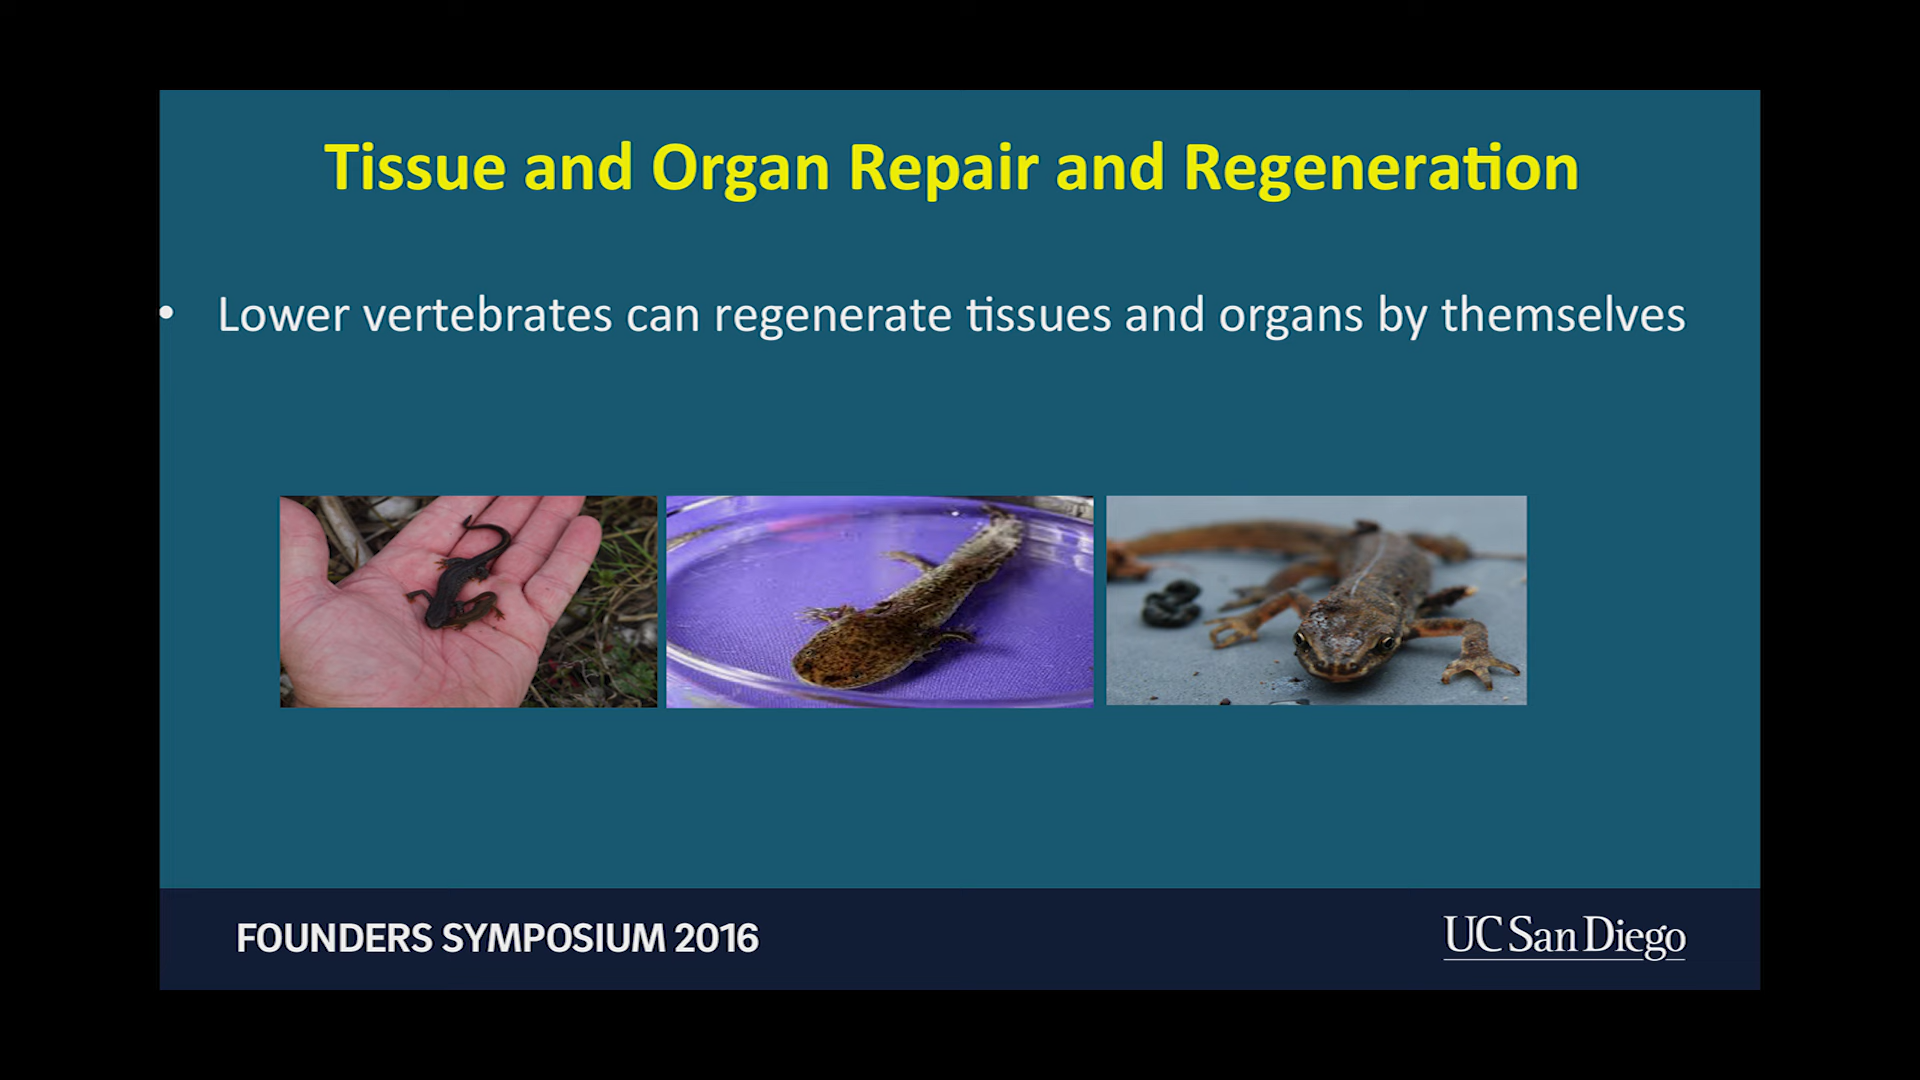 Tissue and Organ Repair and Regeneration
• Lower vertebrates can regenerate tissues and organs by themselves
FOUNDERS SYMPOSIUM 2016
UC San Diego